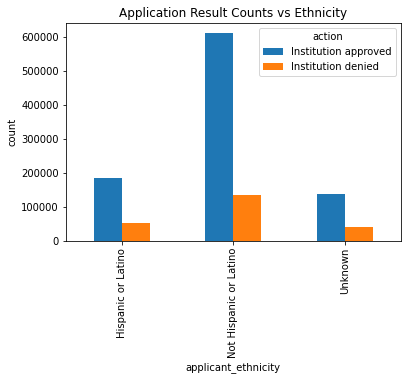 Application Result Counts vs Ethnicity
action
Institution approved
Institution denied
count
600000
500000
400000
300000
200000
100000
0
Hispanic or Latino
Not Hispanic or Latino
Unknown
applicant_ethnicity